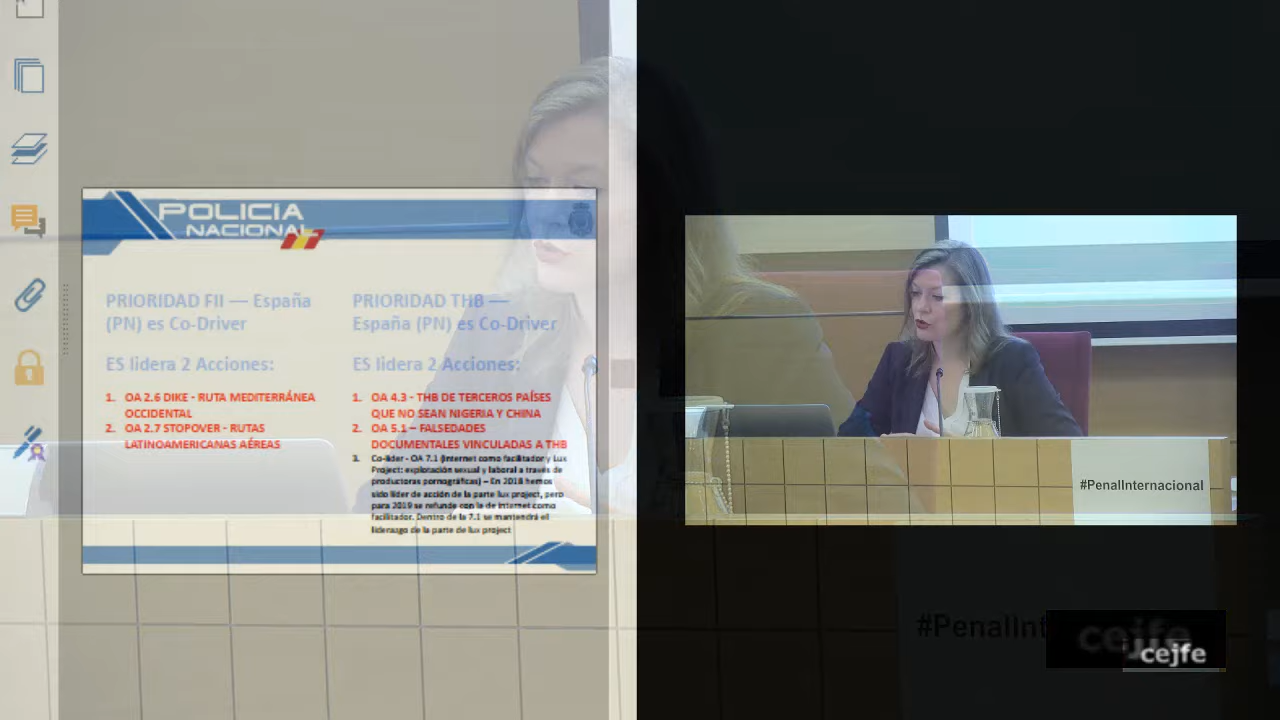 POLICÍA
NACIONAL
PRIORIDAD FII — España
(PN) es Co-Driver
ES lidera 2 Acciones:
1. OA 2.6 DIKE - RUTA MEDITERRÁNEA
OCCIDENTAL
2. OA 2.7 STOPOVER - RUTAS
LATINOAMERICANAS AÉREAS
PRIORIDAD THB —
España (PN) es Co-Driver
ES lidera 2 Acciones:
1. OA 4.3 - THB DE TERCEROS PAÍSES
QUE NO SEAN NIGERIA Y CHINA
2. OA 5.1 – FALSEDADES
DOCUMENTALES VINCULADAS A THB
3. Co-lider - OA 7.1 (Internet como facilitador y Lux
Project: explotación sexual y laboral a través de
productoras pornográficas) – En 2018 hemos
sido líder de acción de la parte lux project, pero
para 2019 se refunde con la de Internet como
facilitador. Dentro de la 7.1 se mantendrá el
liderazgo de la parte de lux project
#PenalInternacional
#PenalInt
cejfe
cejfe